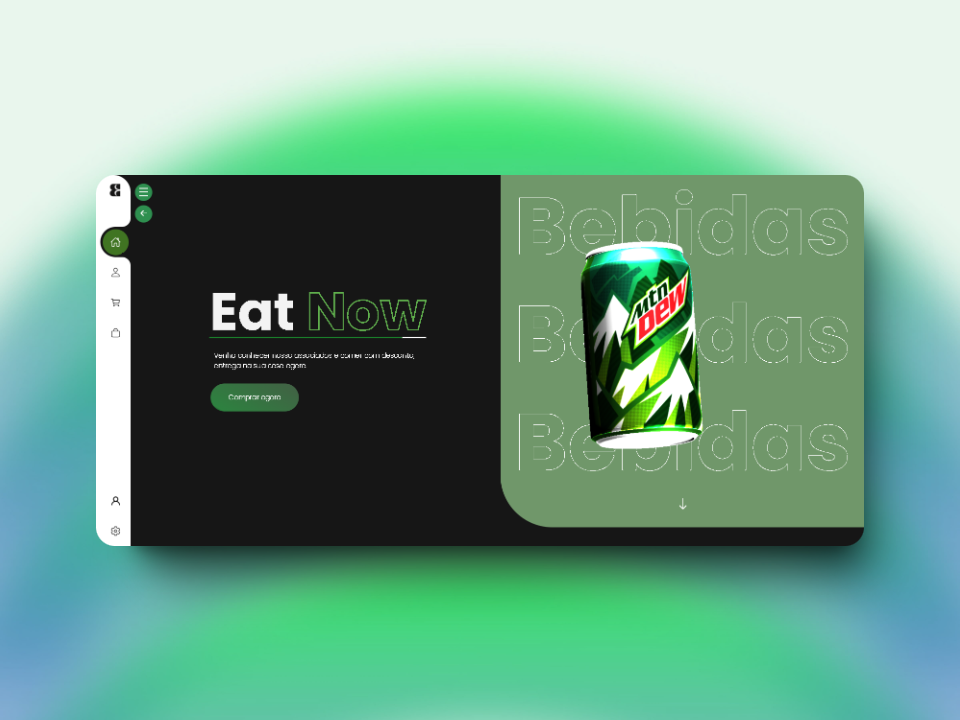 Eat Now
Venha conhecer nosso associados e comer com desconto,
entrega na sua casa agora
Comprar agora
Bebidas
Bebidas
Bebidas
Mtn
DEW